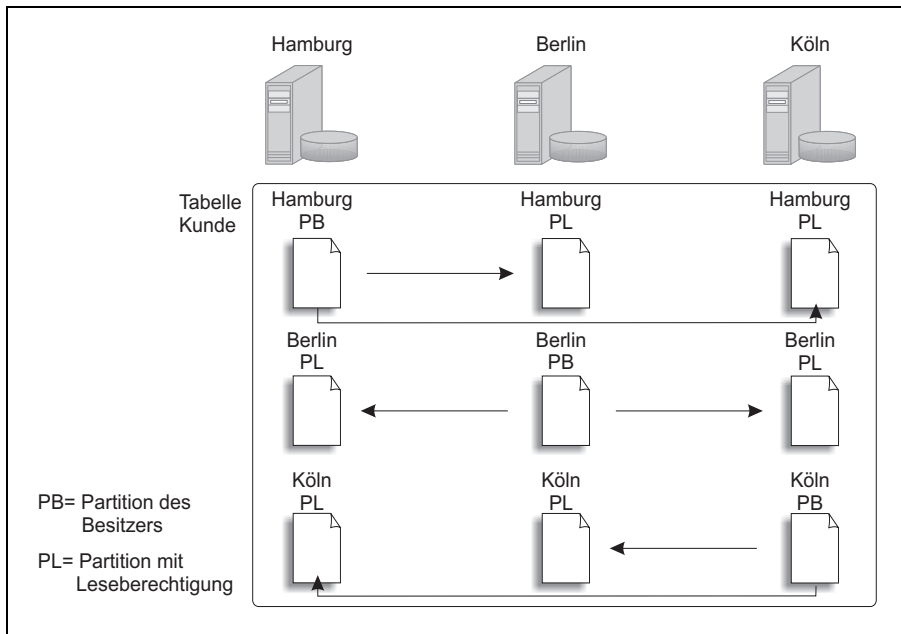 Hamburg Berlin Köln
Tabelle Kunde
Hamburg PB
Hamburg PL
Hamburg PL
Berlin PL
Berlin PB
Berlin PL
Köln PL
Köln PL
Köln PB
PB= Partition des
Besitzers
PL= Partition mit
Leseberechtigung